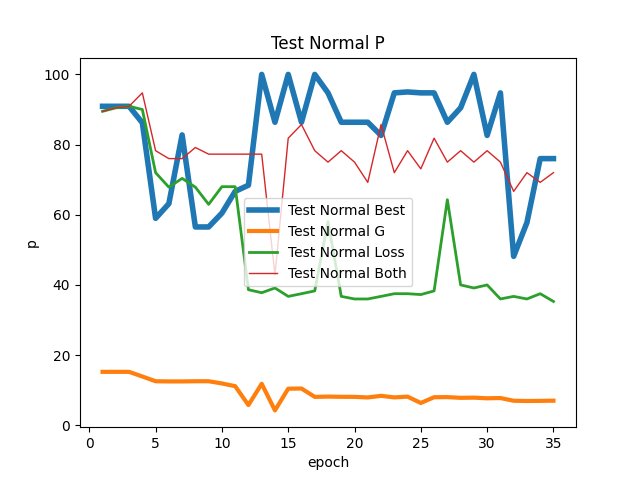 Test Normal P
100
80
60
40
20
0
p
Test Normal Best
Test Normal G
Test Normal Loss
Test Normal Both
0
5
10
15
20
25
30
35
epoch